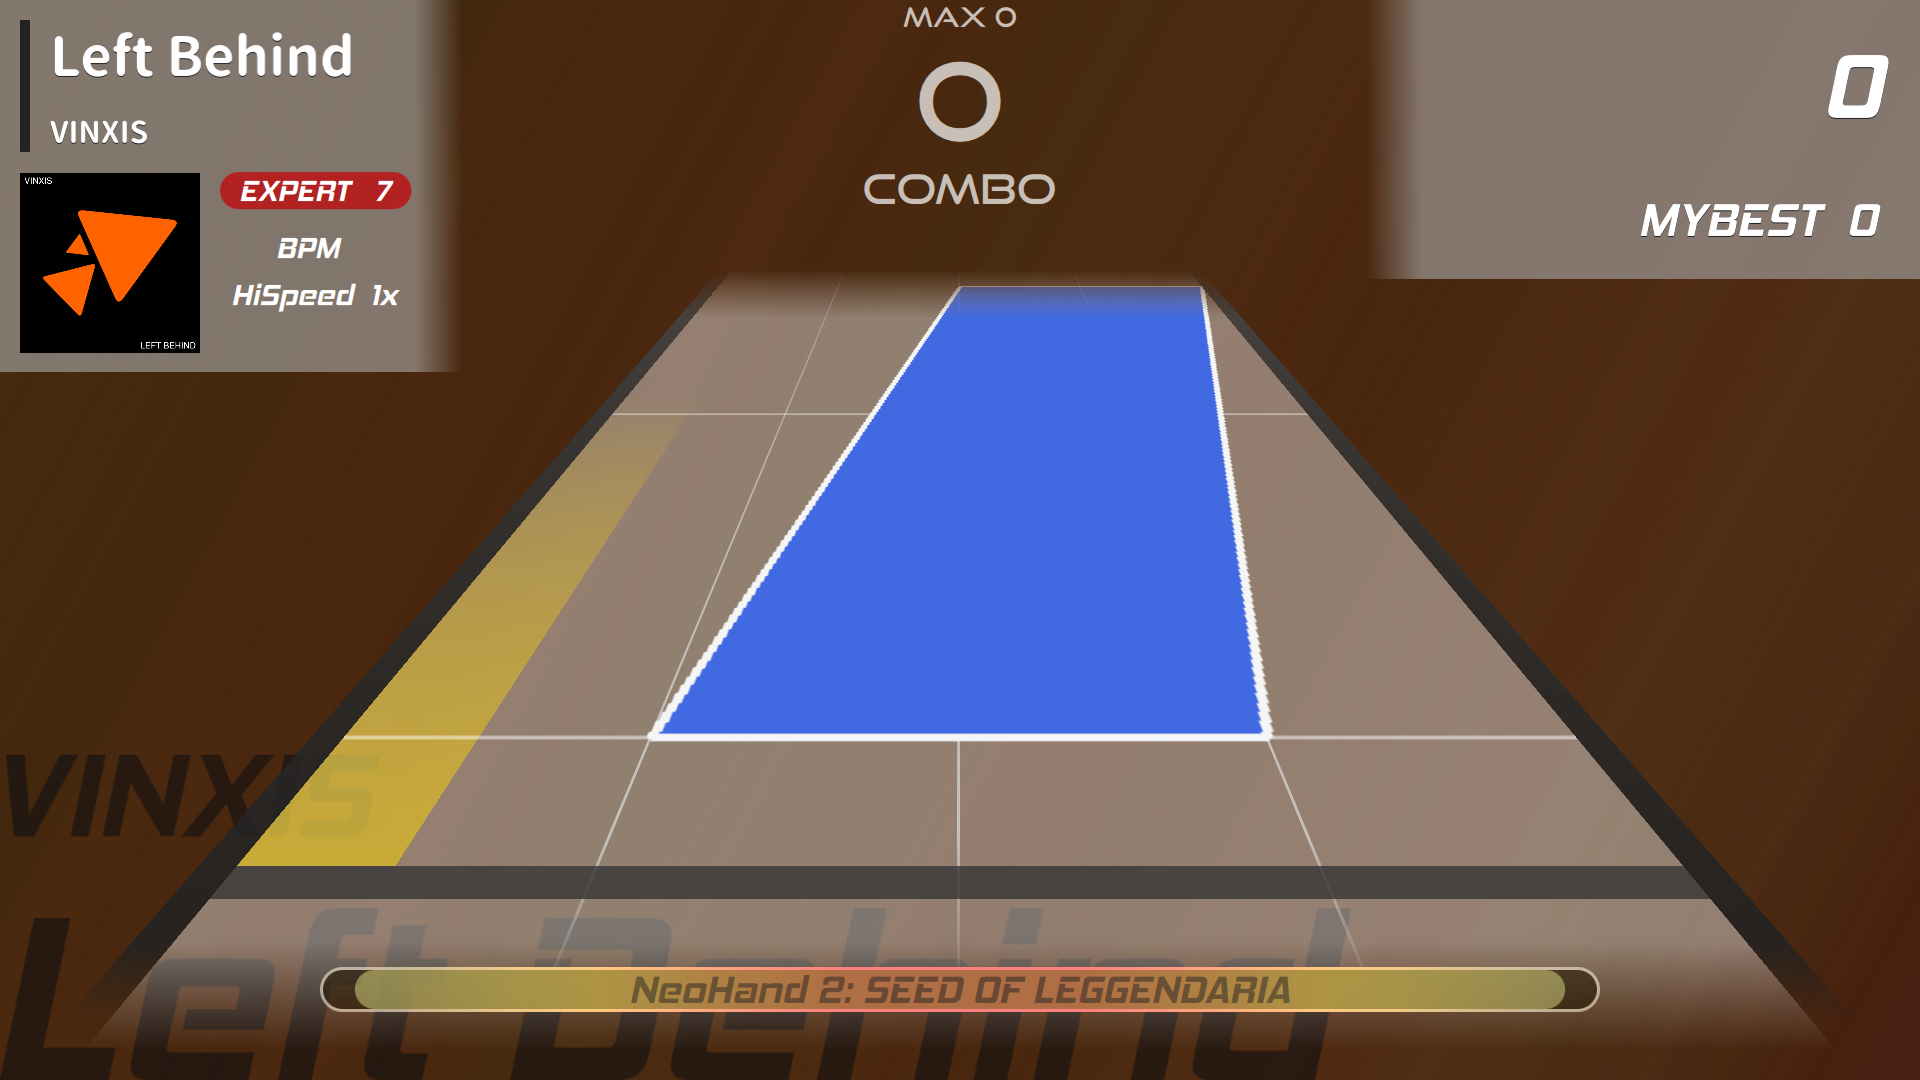 Left Behind
VINXIS
VINXIS
LEFT BEHIND
EXPERT 7
BPM
HiSpeed 1x
MAX 0
0
COMBO
0
MYBEST 0
VINXIS
Left Behind
NeoHand 2: SEED OF LEGGENDARIA